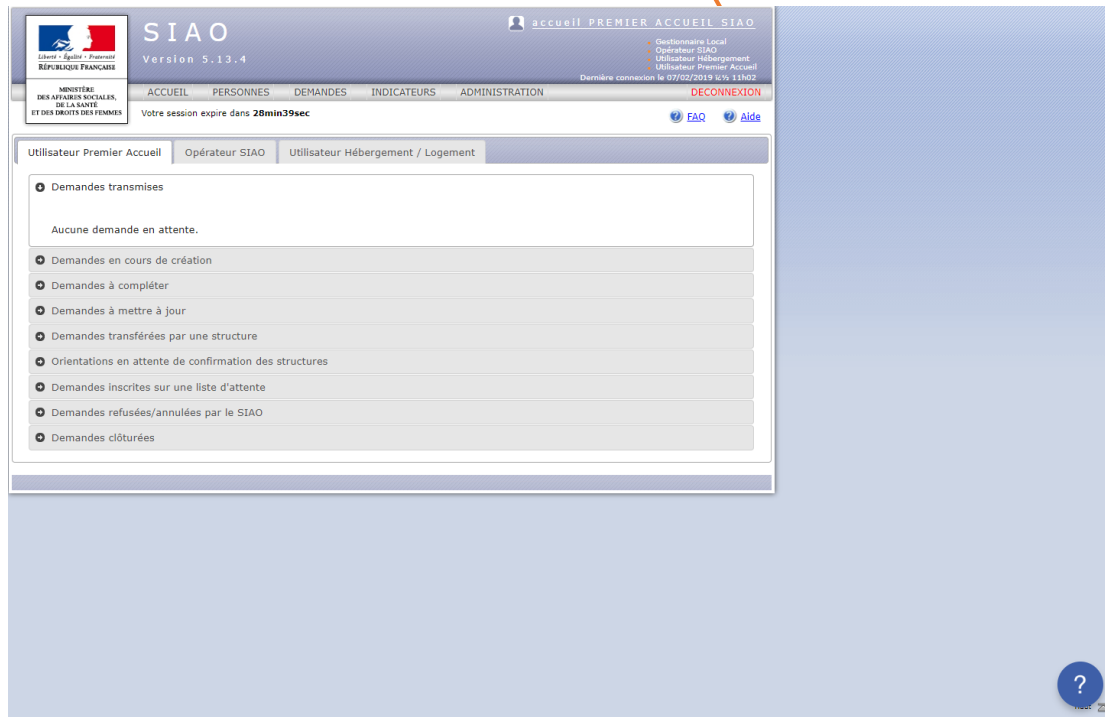 SIAO
Version 5.13.4
accueil PREMIER ACCUEIL SIAO
Gestionnaire Local
Opérateur SIAO
Utilisateur Hébergement
Utilisateur Premier Accueil
Dernière connexion le 07/02/2019 ï¿½ 11h02
Liberté • Égalité • Fraternité
RÉPUBLIQUE FRANÇAISE
MINISTÈRE
DES AFFAIRES SOCIALES,
DE LA SANTÉ
ET DES DROITS DES FEMMES
ACCUEIL PERSONNES DEMANDES INDICATEURS ADMINISTRATION DECONNEXION
Votre session expire dans 28min39sec
FAQ Aide
Utilisateur Premier Accueil Opérateur SIAO Utilisateur Hébergement / Logement
Demandes transmises
Aucune demande en attente.
Demandes en cours de création
Demandes à compléter
Demandes à mettre à jour
Demandes transférées par une structure
Orientations en attente de confirmation des structures
Demandes inscrites sur une liste d'attente
Demandes refusées/annulées par le SIAO
Demandes clôturées
?